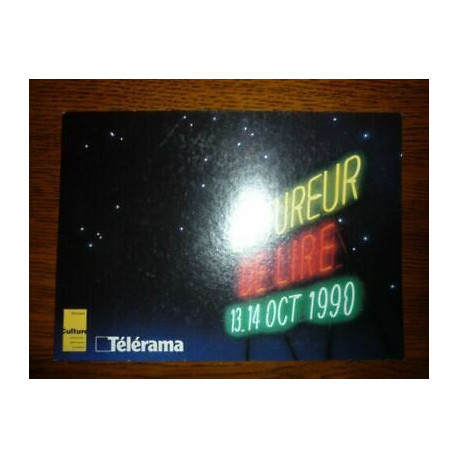 UREUR
DE LIRE
13.14 OCT 1990
Culture
Télérama